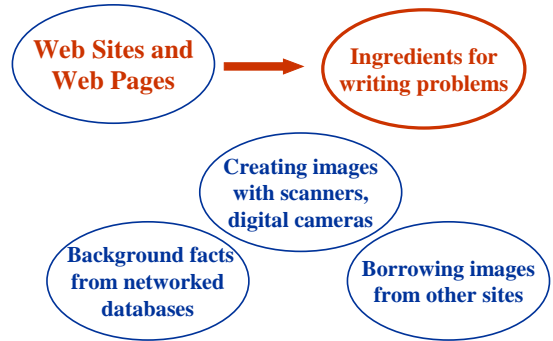 Web Sites and
Web Pages
Ingredients for
writing problems
Creating images
with scanners,
digital cameras
Background facts
from networked
databases
Borrowing images
from other sites